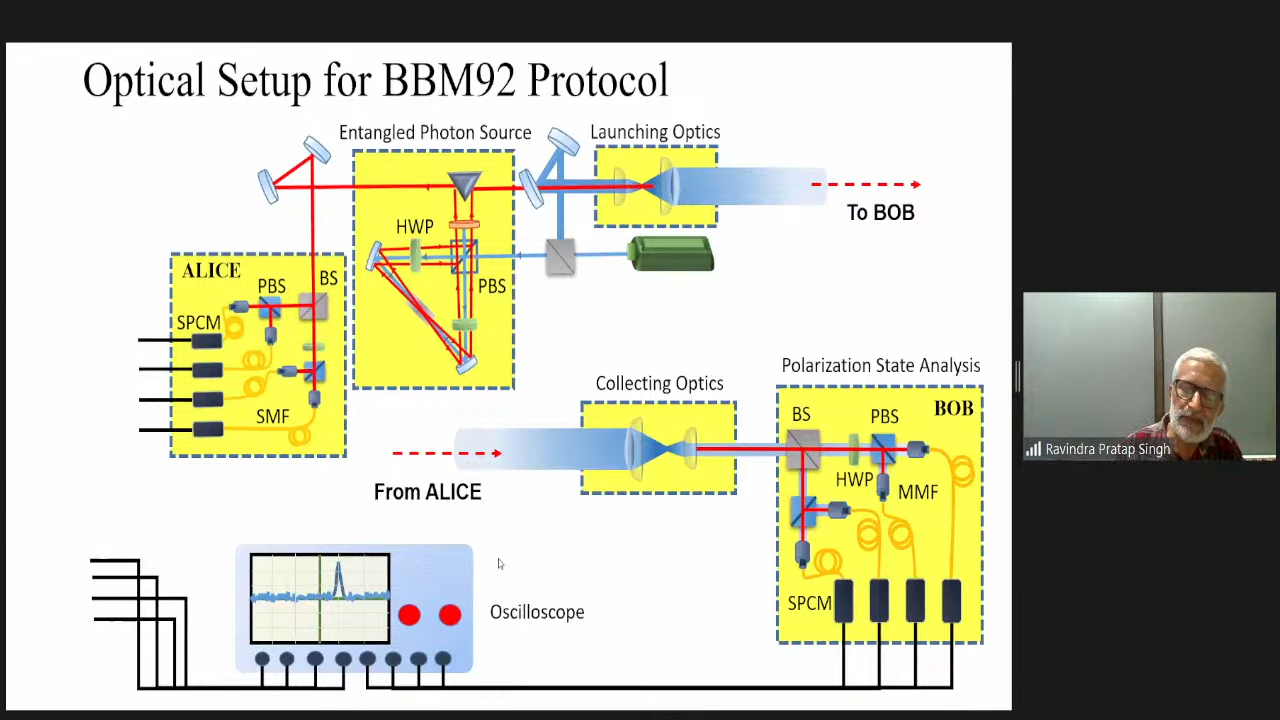 Optical Setup for BBM92 Protocol
Entangled Photon Source
Launching Optics
To BOB
HWP
PBS
ALICE
PBS
BS
SPCM
SMF
Collecting Optics
From ALICE
Polarization State Analysis
BOB
BS
PBS
HWP
MMF
SPCM
Oscilloscope
Ravindra Pratap Singh